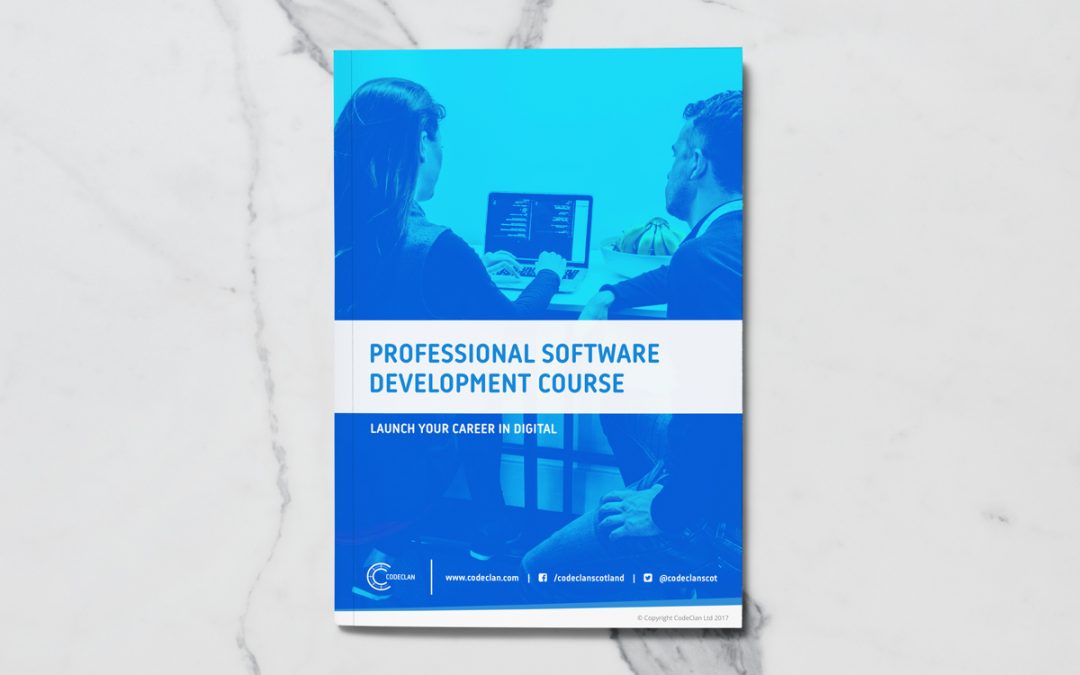 PROFESSIONAL SOFTWARE
DEVELOPMENT COURSE
LAUNCH YOUR CAREER IN DIGITAL
CODECLAN
www.codeclan.com | /codeclanscotland | @codeclanscot
© Copyright CodeClan Ltd 2017